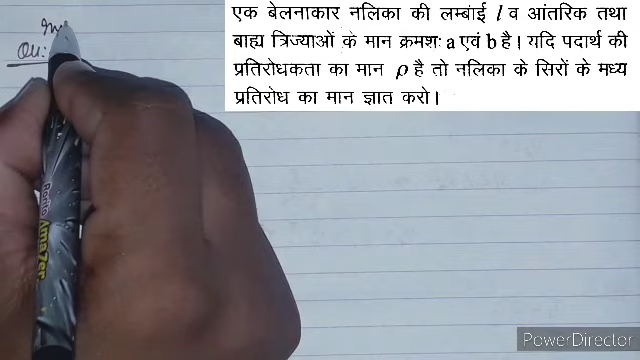 एक बेलनाकार नलिका की लम्बाई l व आंतरिक तथा
बाह्य त्रिज्याओं के मान क्रमशः a एवं b है। यदि पदार्थ की
प्रतिरोधकता का मान ρ है तो नलिका के सिरों के मध्य
प्रतिरोध का मान ज्ञात करो।
Qu:
PowerDirector